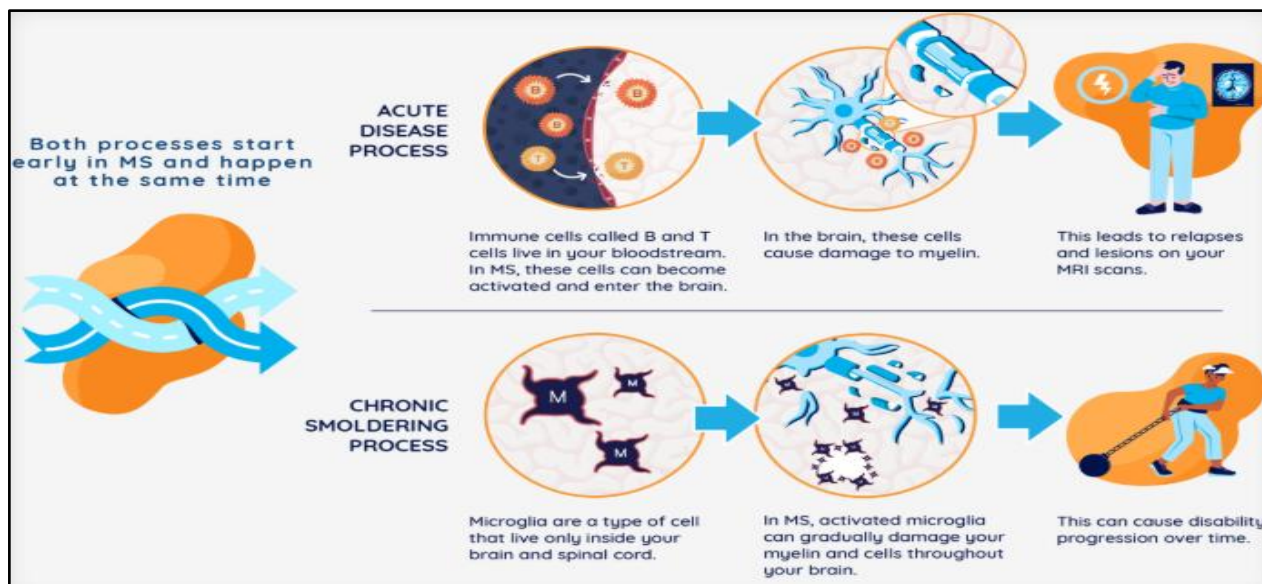 Both processes start
early in MS and happen
at the same time
ACUTE
DISEASE
PROCESS
B
B
B
T
T
Immune cells called B and T
cells live in your bloodstream.
In MS, these cells can become
activated and enter the brain.
In the brain, these cells
cause damage to myelin.
This leads to relapses
and lesions on your
MRI scans.
CHRONIC
SMOLDERING
PROCESS
M
M
M
Microglia are a type of cell
that live only inside your
brain and spinal cord.
In MS, activated microglia
can gradually damage your
myelin and cells throughout
your brain.
This can cause disability
progression over time.